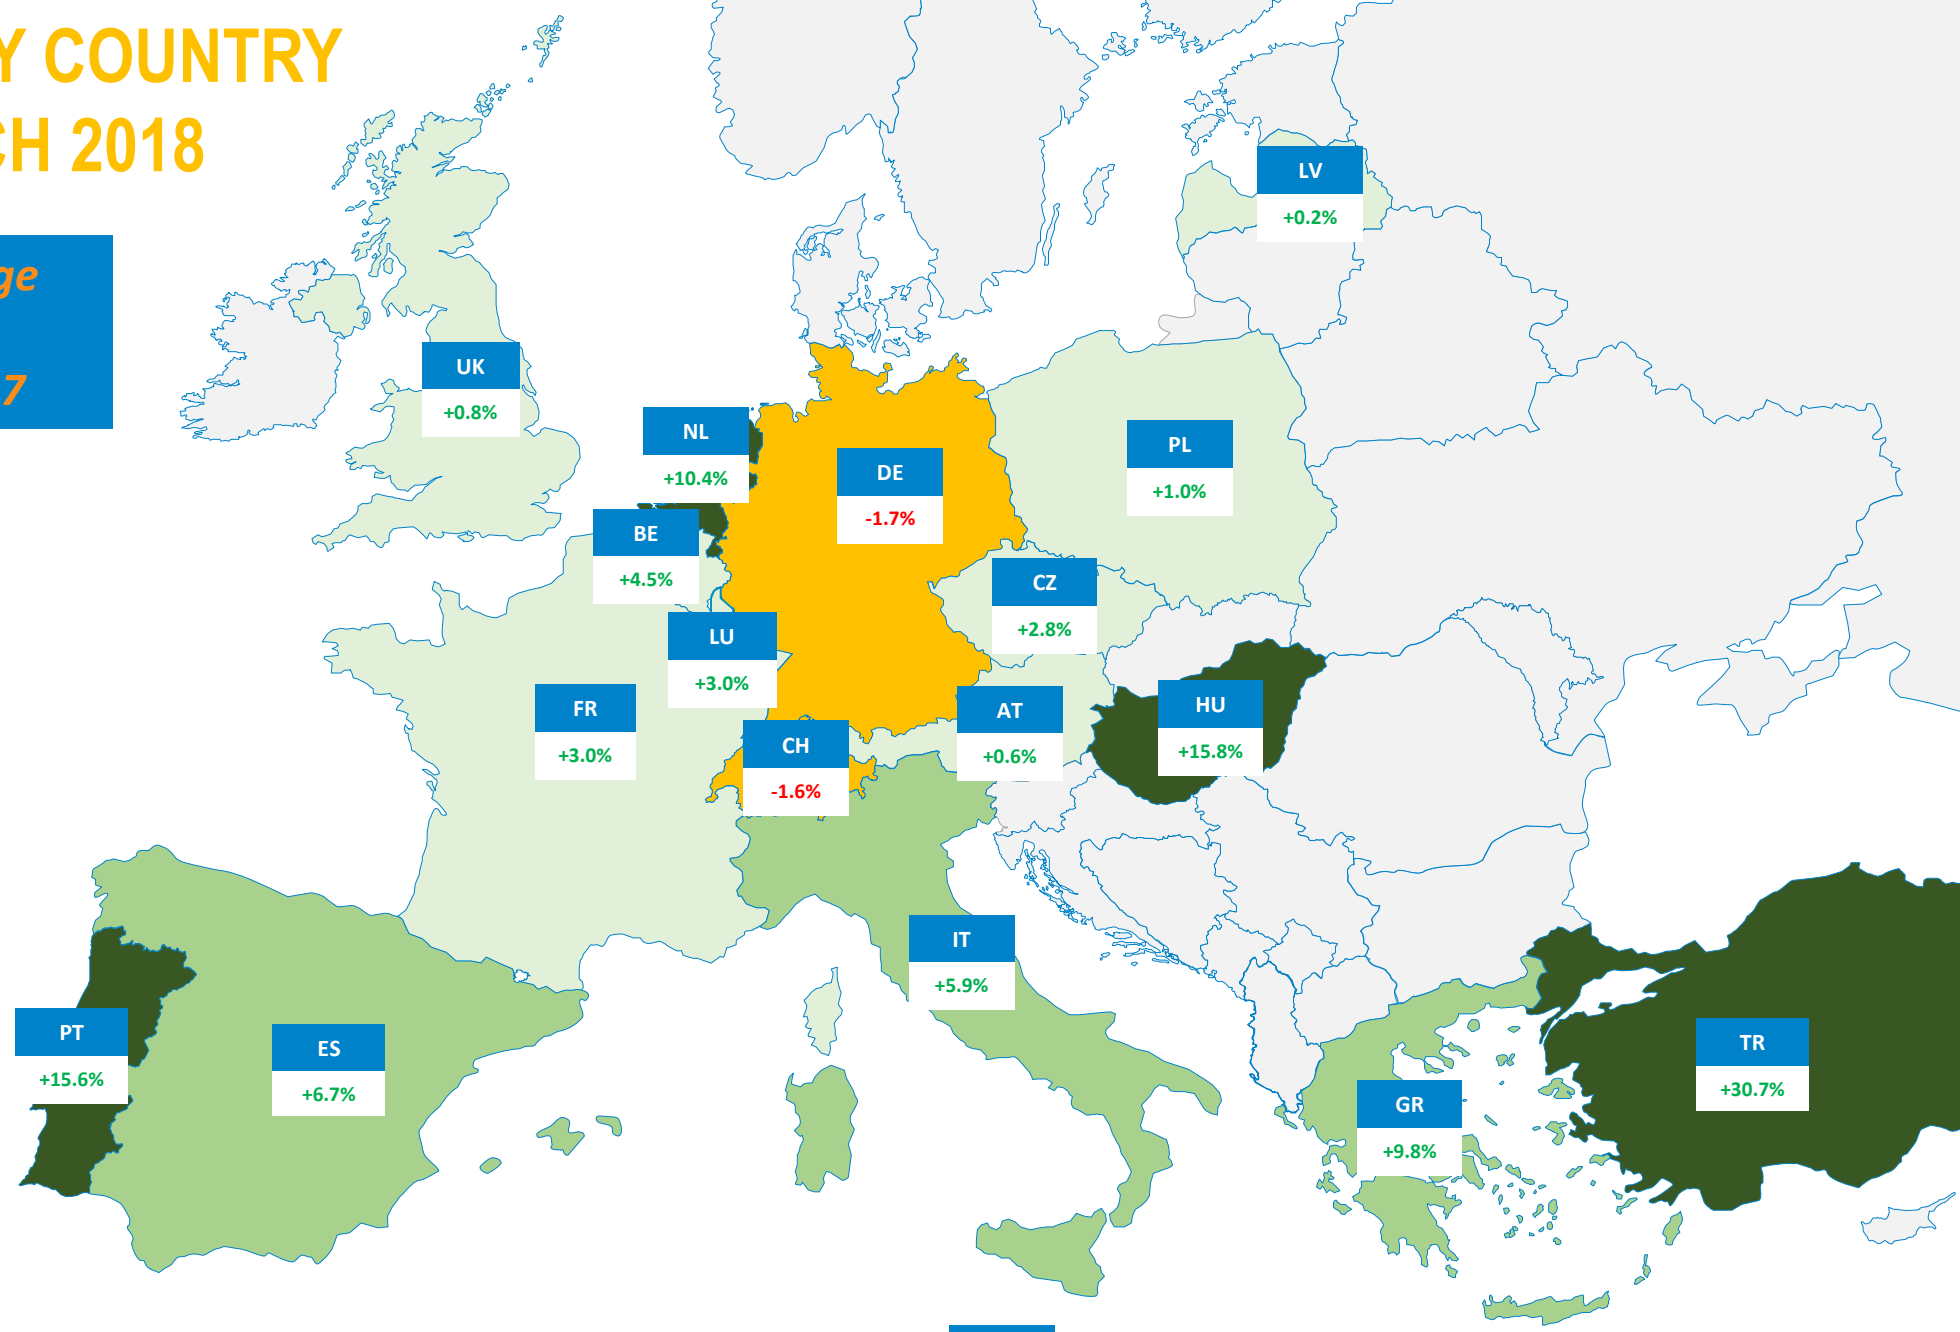 Y COUNTRY
CH 2018
ge
7
LV
+0.2%
UK
+0.8%
NL
+10.4%
PL
+1.0%
DE
-1.7%
BE
+4.5%
CZ
+2.8%
LU
+3.0%
FR
+3.0%
AT
+0.6%
HU
+15.8%
CH
-1.6%
IT
+5.9%
PT
+15.6%
ES
+6.7%
TR
+30.7%
GR
+9.8%